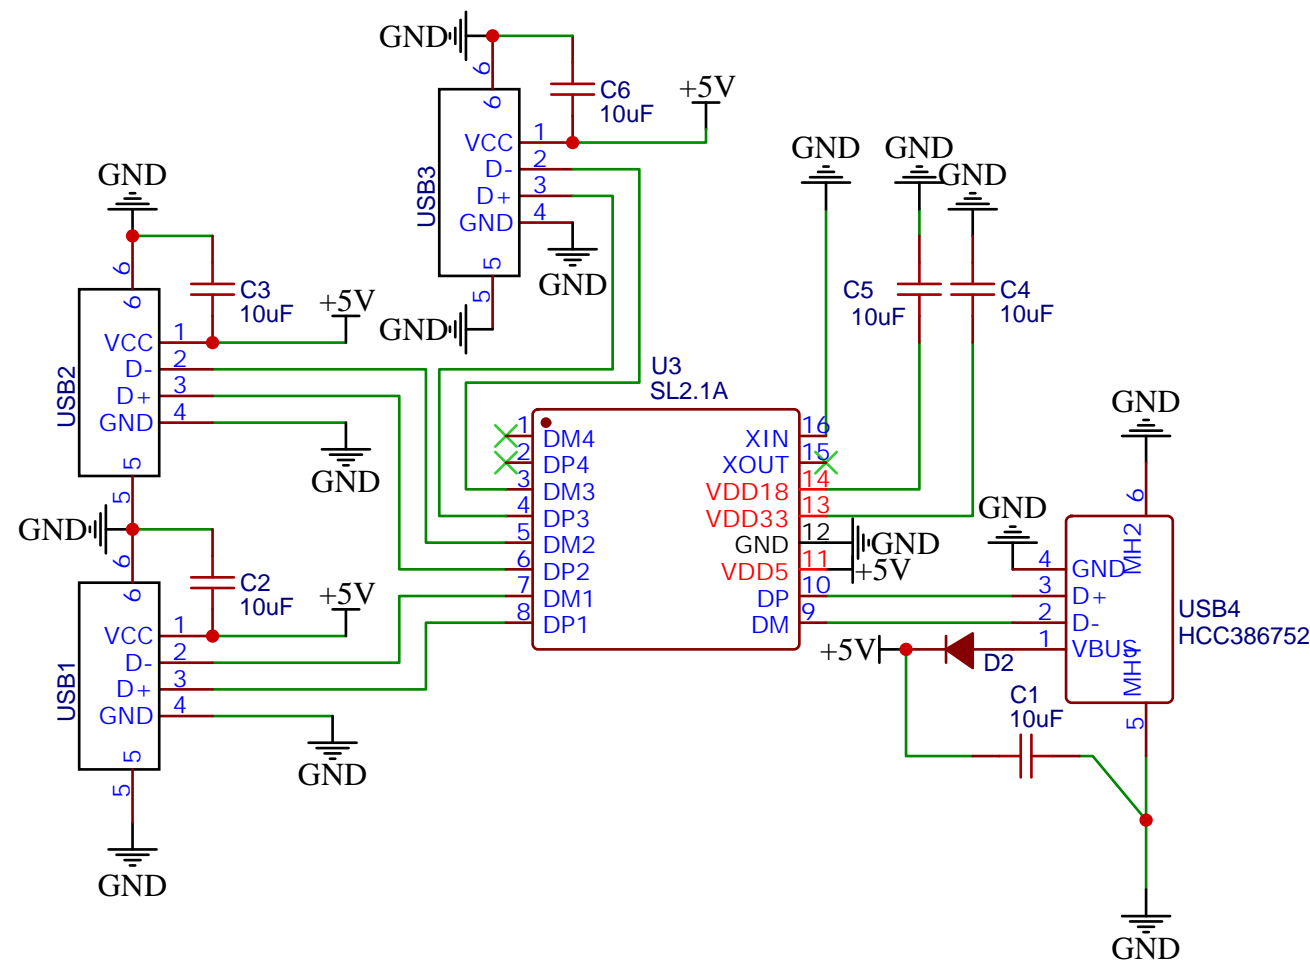 GND
6
6
C6
10uF
+5V
VCC
1
D-
2
D+
3
GND
4
USB3
5
5
GND
GND
GND
6
6
C3
10uF
+5V
VCC
1
D-
2
D+
3
GND
4
USB2
5
5
GND
GND
6
6
C2
10uF
+5V
VCC
1
D-
2
D+
3
GND
4
USB1
5
5
GND
GND
U3
SL2.1A
1
DM4
2
DP4
3
DM3
4
DP3
5
DM2
6
DP2
7
DM1
8
DP1
XIN
16
XOUT
15
VDD18
14
VDD33
13
GND
12
VDD5
11
DP
10
DM
9
GND
GND
GND
C5
10uF
C4
10uF
GND
+5V
GND
6
MH2
GND
4
GND
3
D+
2
D-
1
VBUS
MH1
5
USB4
HCC386752
+5V
D2
C1
10uF
GND